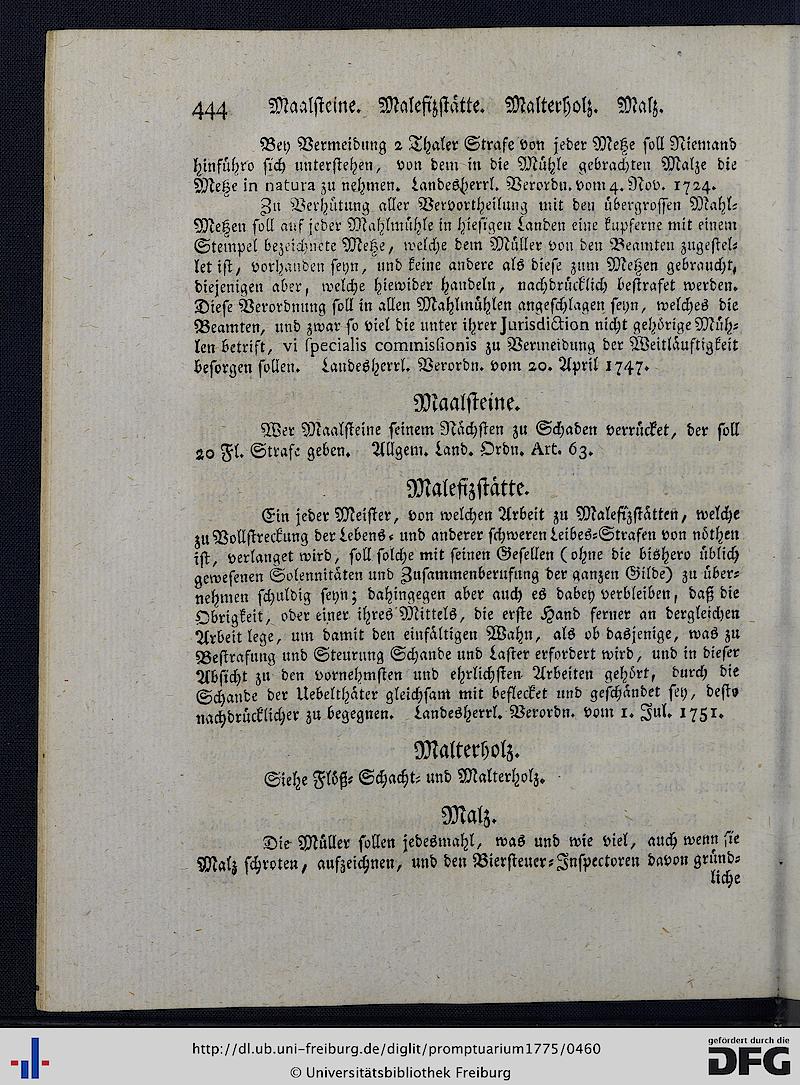 444 Maalsteine. Malefizstätte. Malterholz. Malz.
Bey Vermeidung 2 Thaler Strafe von jeder Metze soll Niemand
hinführo sich unterstehen, von dem in die Mühle gebrachten Malze die
Metze in natura zu nehmen. Landesherrl. Verordn. vom 4. Nov. 1724.
Zu Verhütung aller Vervortheilung mit den übergrossen Mahl-
Metzen soll auf jeder Mahlmühle in hiesigen Landen eine kupferne mit einem
Stempel bezeichnete Metze, welche dem Müller von den Beamten zugestel-
let ist, vorhanden seyn, und keine andere als diese zum Metzen gebraucht,
diejenigen aber, welche hiewider handeln, nachdrücklich bestrafet werden.
Diese Verordnung soll in allen Mahlmühlen angeschlagen seyn, welches die
Beamten, und zwar so viel die unter ihrer Jurisdiction nicht gehörige Müh-
len betrift, vi specialis commissionis zu Vermeidung der Weitläuftigkeit
besorgen sollen. Landesherrl. Verordn. vom 20. April 1747.
Maalsteine.
Wer Maalsteine seinem Nächsten zu Schaden verrücket, der soll
20 Fl. Strafe geben. Allgem. Land. Ordn. Art. 63.
Malefizstätte.
Ein jeder Meister, von welchen Arbeit zu Malefizstätten, welche
zu Vollstreckung der Lebens- und anderer schweren Leibes-Strafen von nöthen
ist, verlanget wird, soll solche mit seinen Gesellen (ohne die bishero üblich
gewesenen Solennitäten und Zusammenberufung der ganzen Gilde) zu über-
nehmen schuldig seyn; dahingegen aber auch es dabey verbleiben, daß die
Obrigkeit, oder einer ihres Mittels, die erste Hand ferner an dergleichen
Arbeit lege, um damit den einfältigen Wahn, als ob dasjenige, was zu
Bestrafung und Steurung Schande und Laster erfordert wird, und in dieser
Absicht zu den vornehmsten und ehrlichsten Arbeiten gehört, durch die
Schande der Uebelthäter gleichsam mit beflecket und geschändet sey, desto
nachdrücklicher zu begegnen. Landesherrl. Verordn. vom 1. Jul. 1751.
Malterholz.
Siehe Flöß- Schacht- und Malterholz.
Malz.
Die Müller sollen jedesmahl, was und wie viel, auch wenn sie
Malz schroten, aufzeichnen, und den Biersteuer-Inspectoren davon gründ-
liche
http://dl.ub.uni-freiburg.de/diglit/promptuarium1775/0460
© Universitätsbibliothek Freiburg
gefördert durch die
DFG